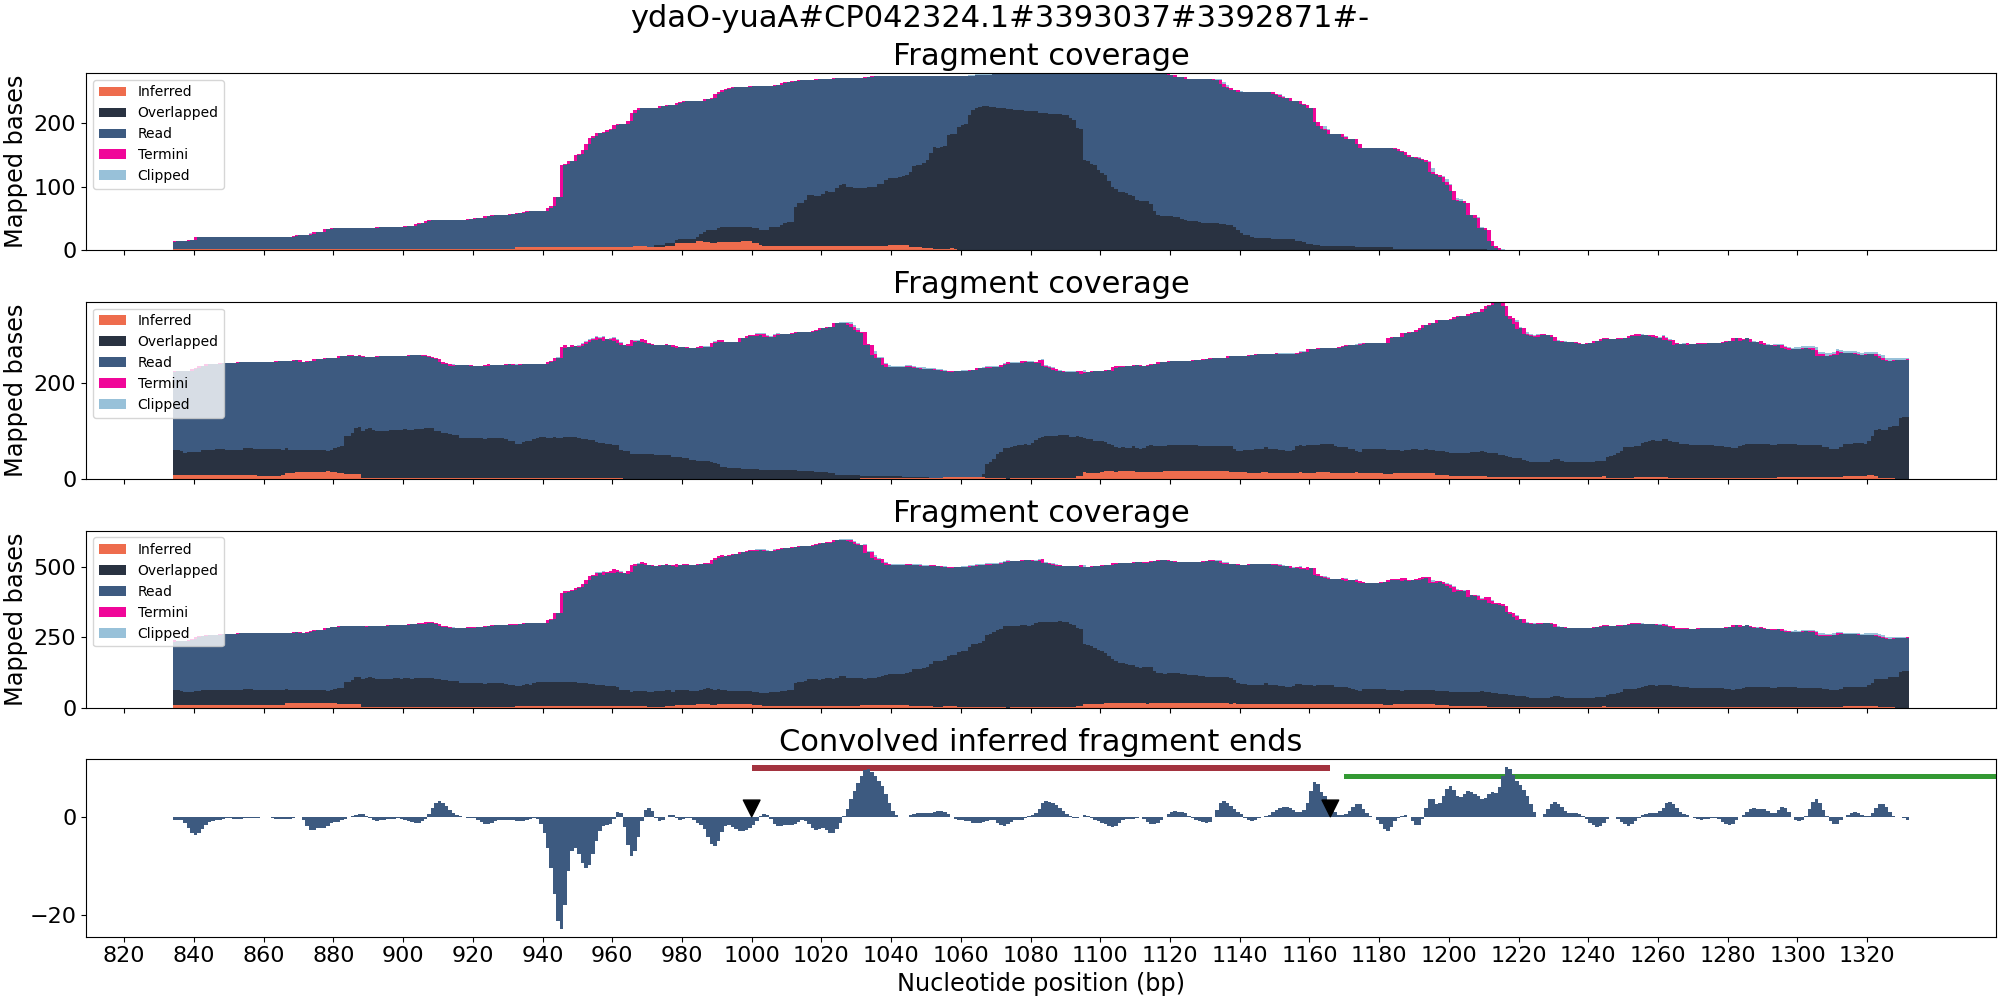 ydaO-yuaA#CP042324.1#3393037#3392871#-
Fragment coverage
Mapped bases
200
100
0
Inferred
Overlapped
Read
Termini
Clipped
Fragment coverage
Mapped bases
200
0
Inferred
Overlapped
Read
Termini
Clipped
Fragment coverage
Mapped bases
500
250
0
Inferred
Overlapped
Read
Termini
Clipped
Convolved inferred fragment ends
0
−20
820 840 860 880 900 920 940 960 980 1000 1020 1040 1060 1080 1100 1120 1140 1160 1180 1200 1220 1240 1260 1280 1300 1320
Nucleotide position (bp)